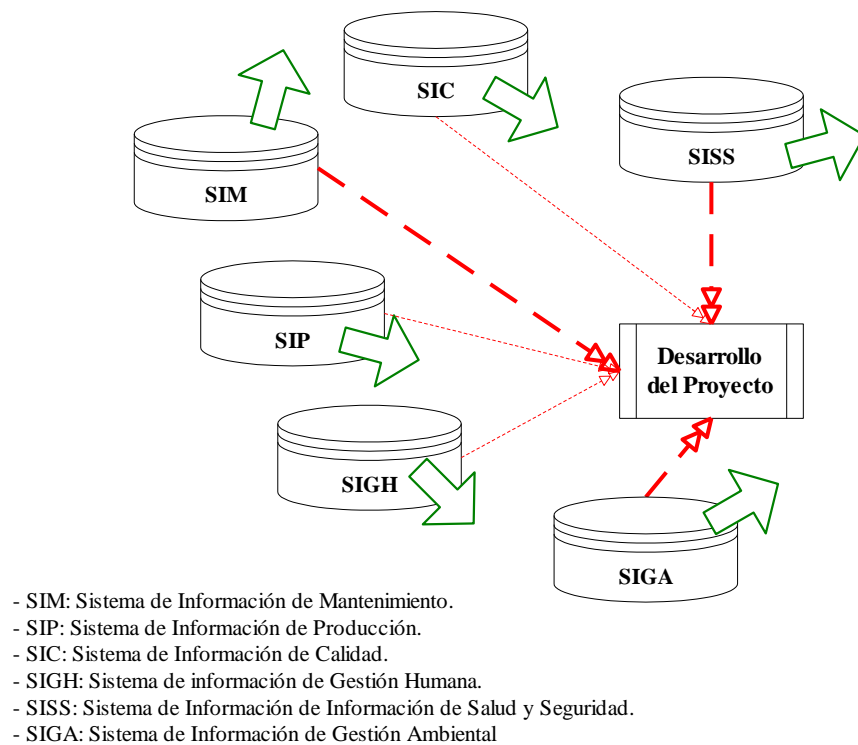 SIC
SISS
SIM
SIP
Desarrollo
del Proyecto
SIGH
SIGA
- SIM: Sistema de Información de Mantenimiento.
- SIP: Sistema de Información de Producción.
- SIC: Sistema de Información de Calidad.
- SIGH: Sistema de información de Gestión Humana.
- SISS: Sistema de Información de Información de Salud y Seguridad.
- SIGA: Sistema de Información de Gestión Ambiental